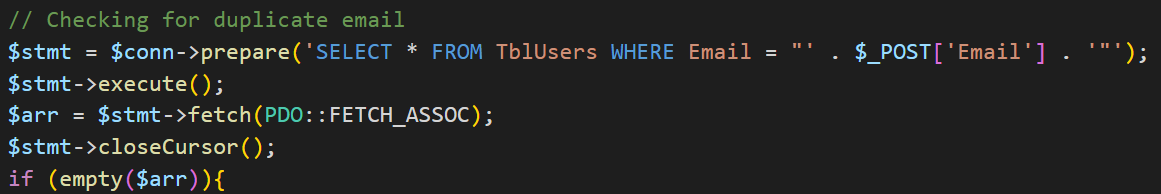 // Checking for duplicate email
$stmt = $conn->prepare('SELECT * FROM TblUsers WHERE Email = "' . $_POST['Email'] . '"');
$stmt->execute();
$arr = $stmt->fetch(PDO::FETCH_ASSOC);
$stmt->closeCursor();
if (empty($arr)){